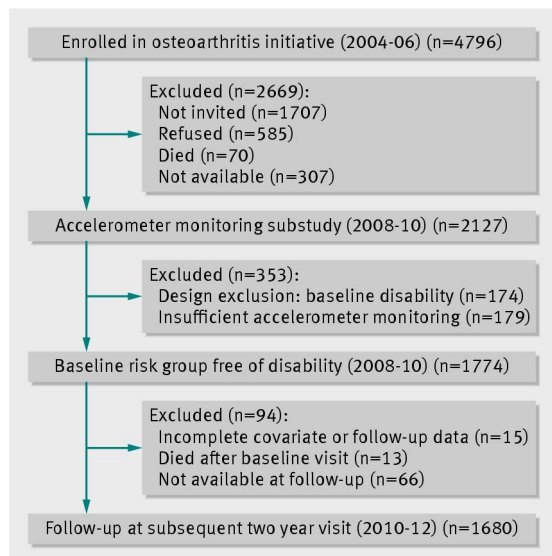 Enrolled in osteoarthritis initiative (2004-06) (n=4796)
Excluded (n=2669):
Not invited (n=1707)
Refused (n=585)
Died (n=70)
Not available (n=307)
Accelerometer monitoring substudy (2008-10) (n=2127)
Excluded (n=353):
Design exclusion: baseline disability (n=174)
Insufficient accelerometer monitoring (n=179)
Baseline risk group free of disability (2008-10) (n=1774)
Excluded (n=94):
Incomplete covariate or follow-up data (n=15)
Died after baseline visit (n=13)
Not available at follow-up (n=66)
Follow-up at subsequent two year visit (2010-12) (n=1680)